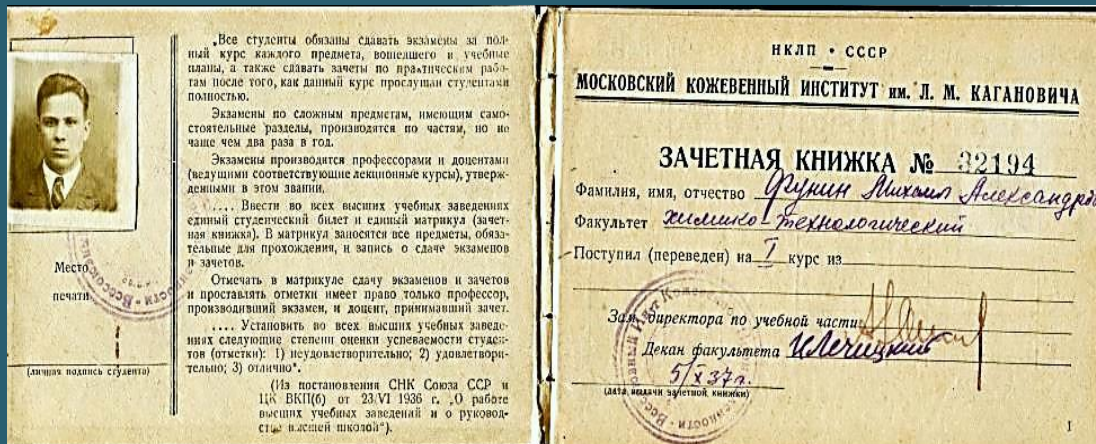 „Все студенты обязаны сдавать экзамены за пол-
ный курс каждого предмета, вошедшего в учебные
планы, а также сдавать зачеты по практическим рабо-
там после того, как данный курс прослушан студентами
полностью.
Экзамены по сложным предметам, имеющим само-
стоятельные разделы, производятся по частям, но не
чаще чем два раза в год.
Экзамены производятся профессорами и доцентами
(ведущими соответствующие лекционные курсы), утверж-
денными в этом звании.
.... Ввести во всех высших учебных заведениях
единый студенческий билет и единый матрикул (зачет-
ная книжка). В матрикул заносятся все предметы, обяза-
тельные для прохождения, и запись о сдаче экзаменов
и зачетов.
Отмечать в матрикуле сдачу экзаменов и зачетов
и проставлять отметки имеет право только профессор,
производивший экзамен, и доцент, принимавший зачет.
.... Установить во всех высших учебных заведе-
ниях следующие степени оценки успеваемости студен-
тов (отметки): 1) неудовлетворительно; 2) удовлетвори-
тельно; 3) отлично".
(Из постановления СНК Союза ССР и
ЦК ВКП(б) от 23/VI 1936 г. „О работе
высших учебных заведений и о руковод-
стве высшей школой").
Место
печати
(личная подпись студента)
НКЛП • СССР
МОСКОВСКИЙ КОЖЕВЕННЫЙ ИНСТИТУТ им. Л. М. КАГАНОВИЧА
ЗАЧЕТНАЯ КНИЖКА № 32194
Фамилия, имя, отчество Фунин Михаил Александро
Факультет химико-технологический
Поступил (переведен) на I курс из
Зам. директора по учебной части
Декан факультета
5/X 37 г.
(дата выдачи зачетной книжки)
1